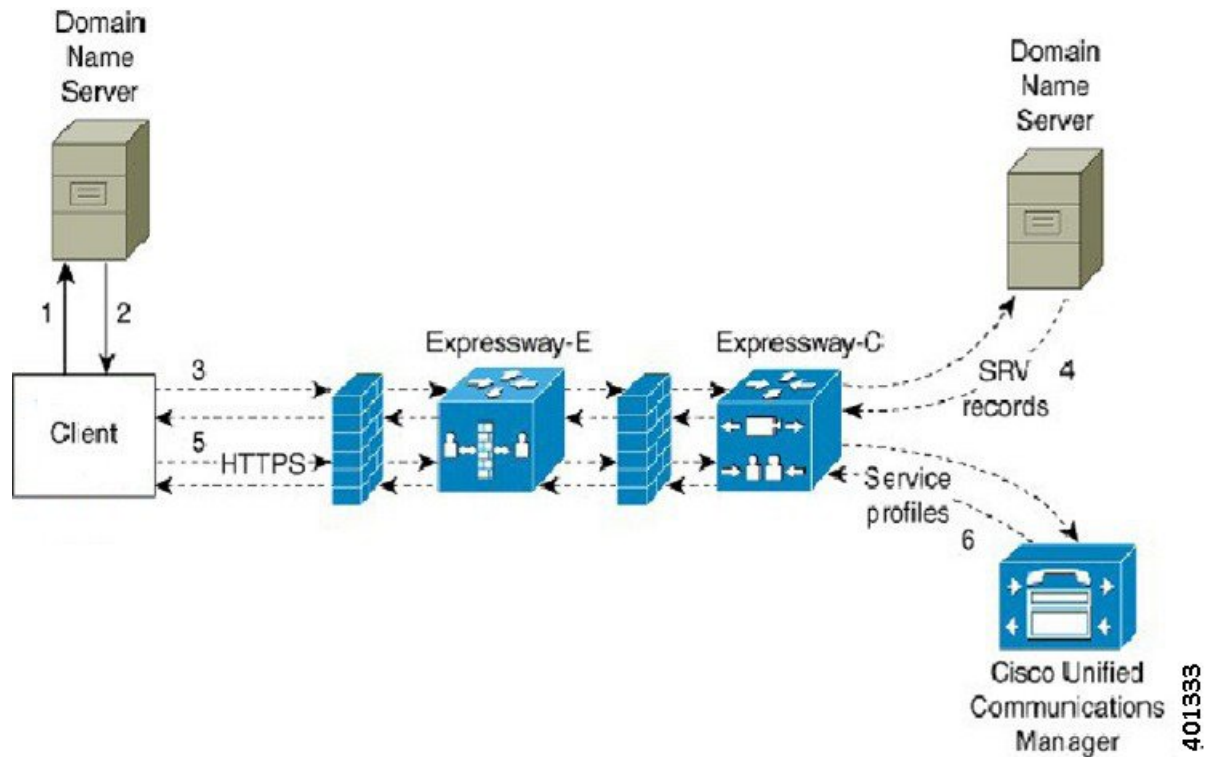 Domain
Name
Server
Domain
Name
Server
1
2
Expressway-E
Expressway-C
3
SRV
records
4
Client
5
HTTPS
Service
profiles
6
Cisco Unified
Communications
Manager
401333